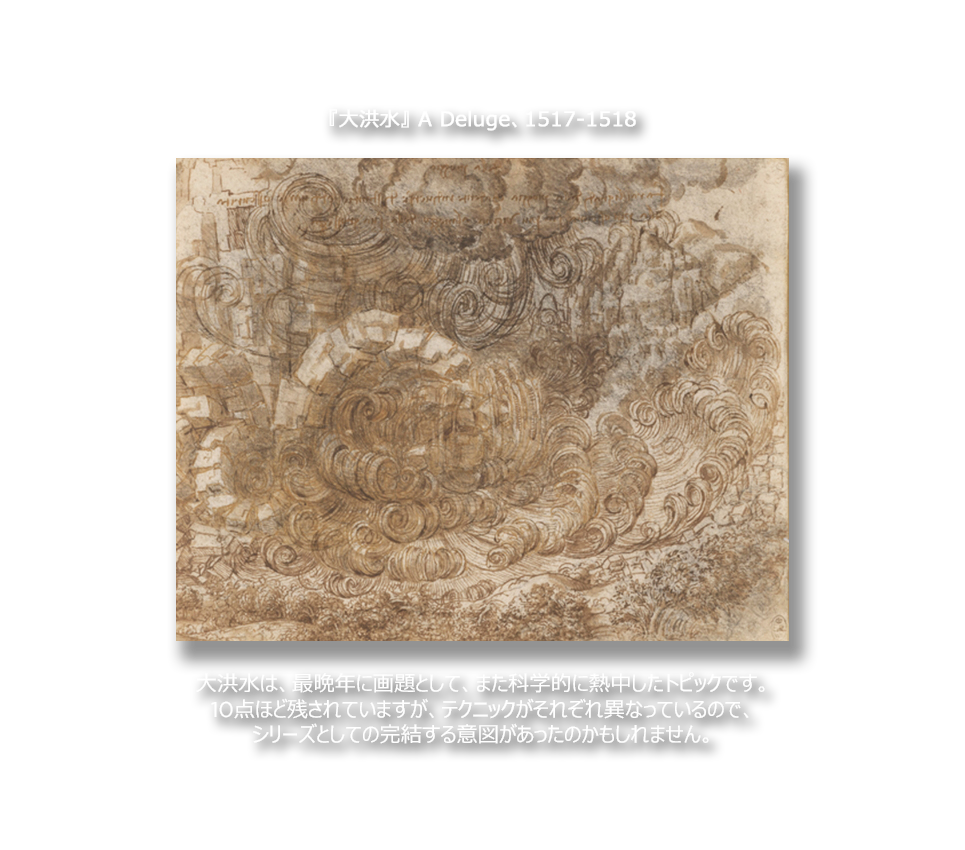 『大洪水』 A Deluge、1517-1518
大洪水は、最晩年に画題として、また科学的に熱中したトピックです。
10点ほど残されていますが、テクニックがそれぞれ異なっているので、
シリーズとしての完結する意図があったのかもしれません。